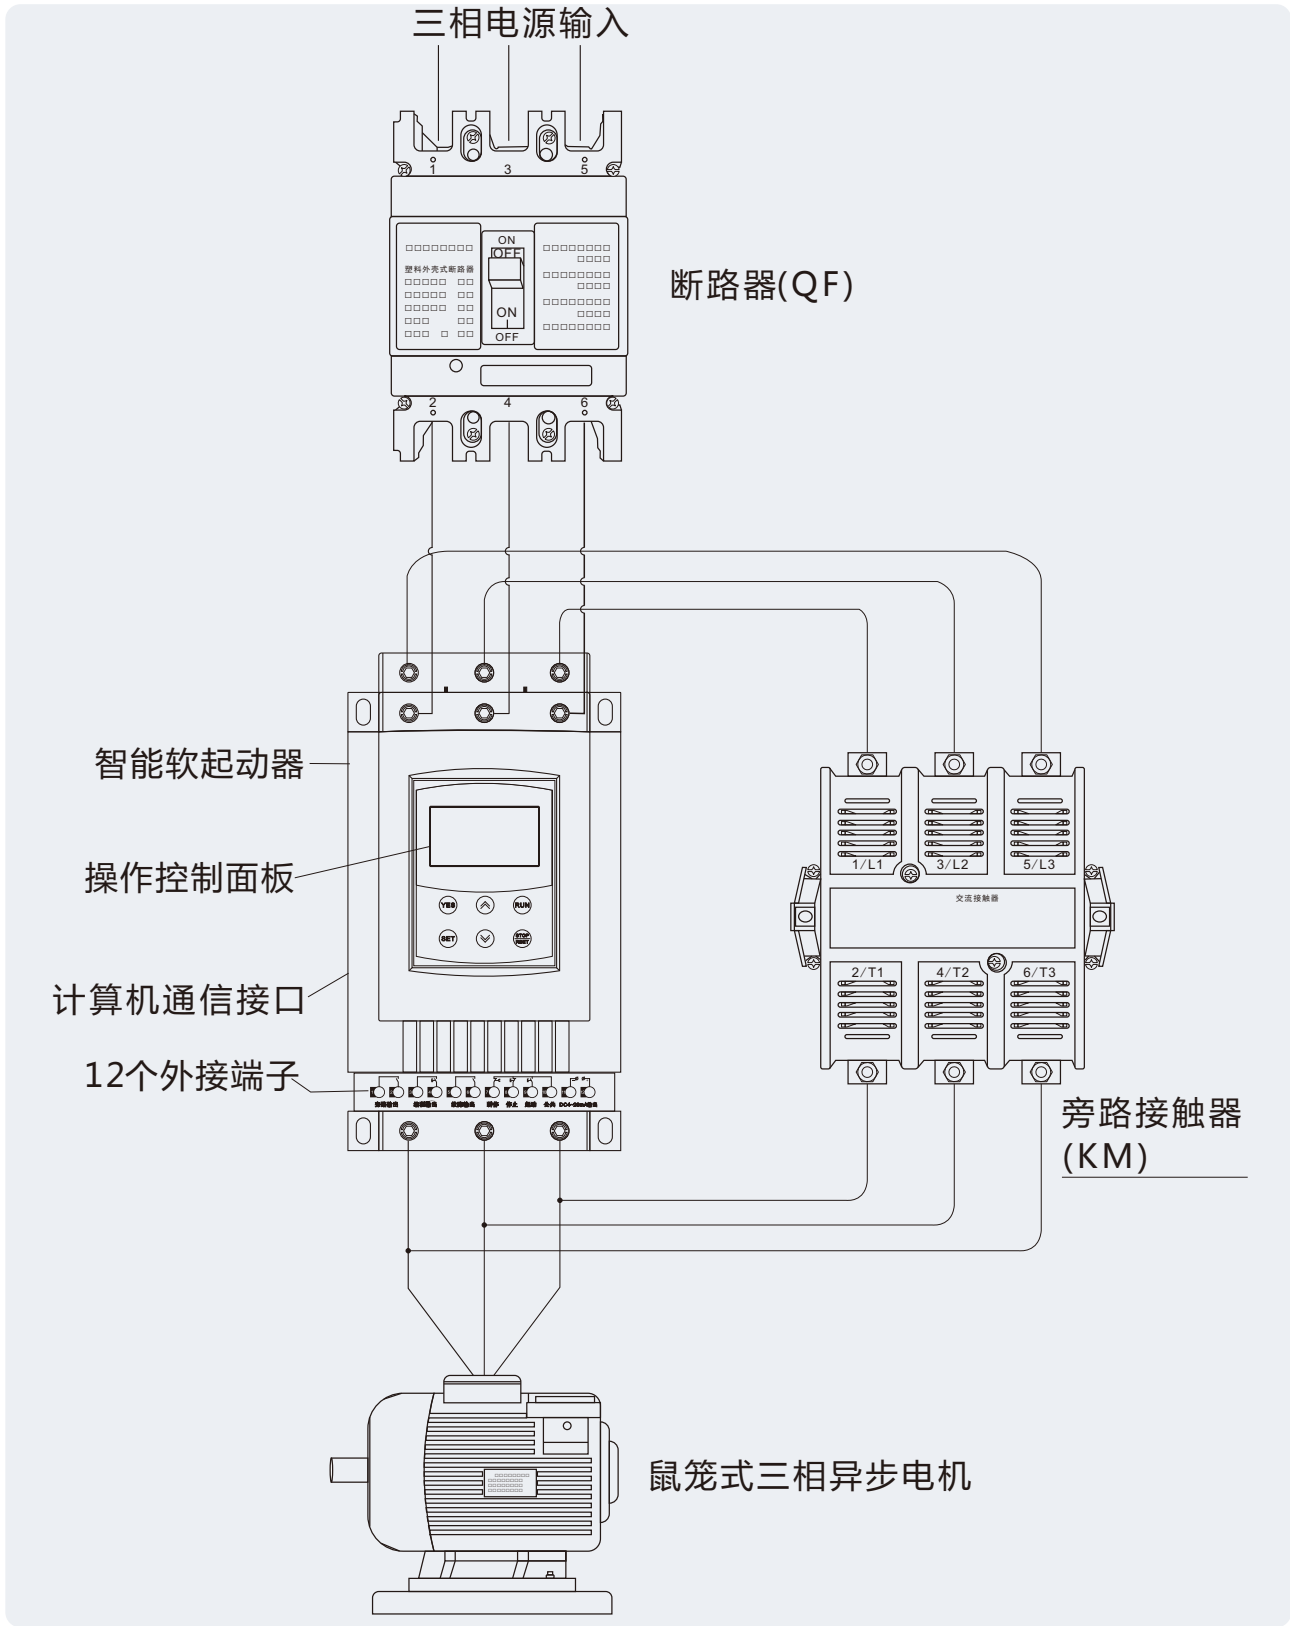 三相电源输入
1 3 5
ON
OFF
塑料外壳式断路器
ON
OFF
断路器(QF)
2 4 6
智能软起动器
操作控制面板
YES RUN
SET STOP
RESET
计算机通信接口
12个外接端子
停止 公共
1/L1 3/L2 5/L3
交流接触器
2/T1 4/T2 6/T3
旁路接触器
(KM)
鼠笼式三相异步电机